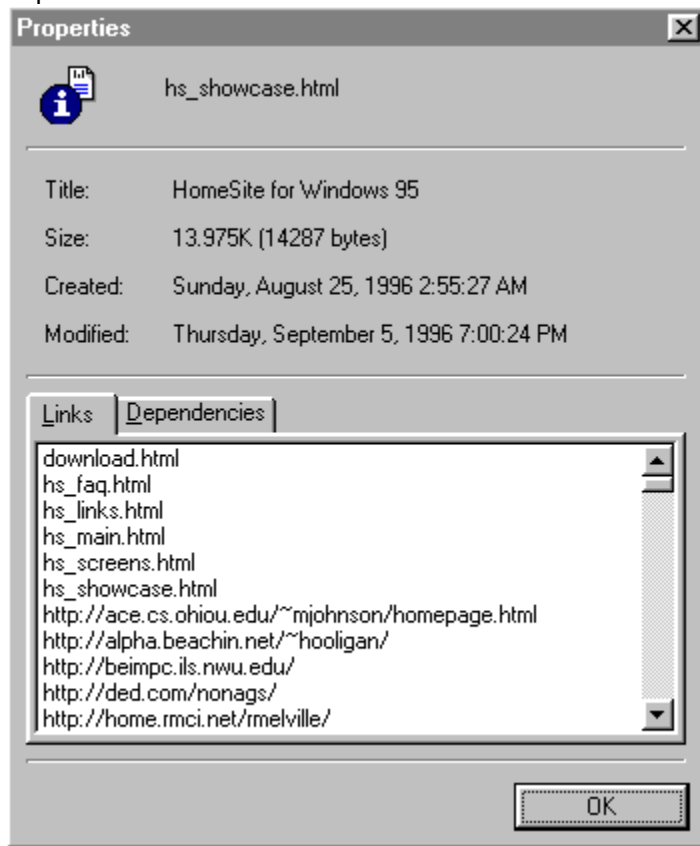 Properties
hs_showcase.html
Title: HomeSite for Windows 95
Size: 13.975K (14287 bytes)
Created: Sunday, August 25, 1996 2:55:27 AM
Modified: Thursday, September 5, 1996 7:00:24 PM
Links Dependencies
download.html
hs_faq.html
hs_links.html
hs_main.html
hs_screens.html
hs_showcase.html
http://ace.cs.ohiou.edu/~mjohnson/homepage.html
http://alpha.beachin.net/~hooligan/
http://beimpc.ils.nwu.edu/
http://ded.com/nonags/
http://home.rmci.net/rmelville/
OK